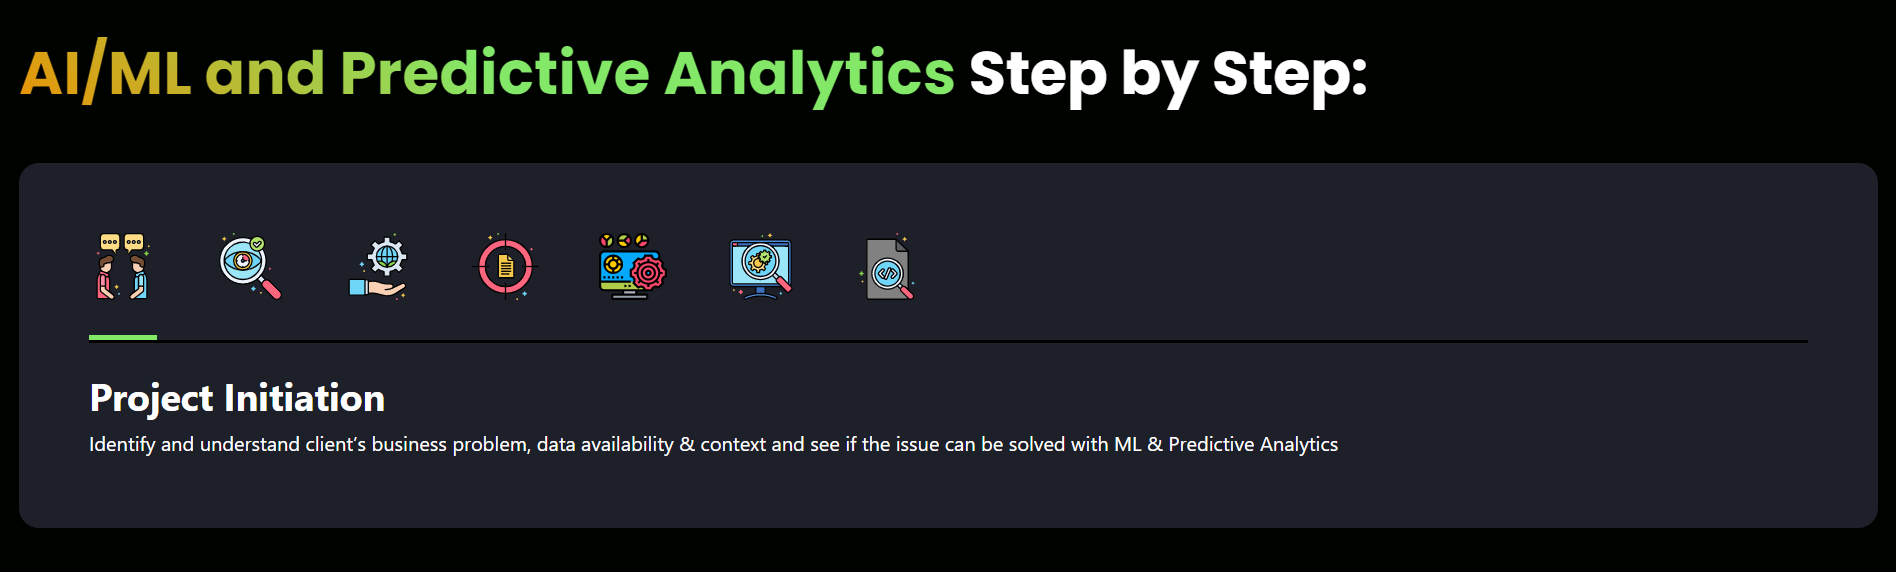 AI/ML and Predictive Analytics Step by Step:
Project Initiation
Identify and understand client’s business problem, data availability & context and see if the issue can be solved with ML & Predictive Analytics